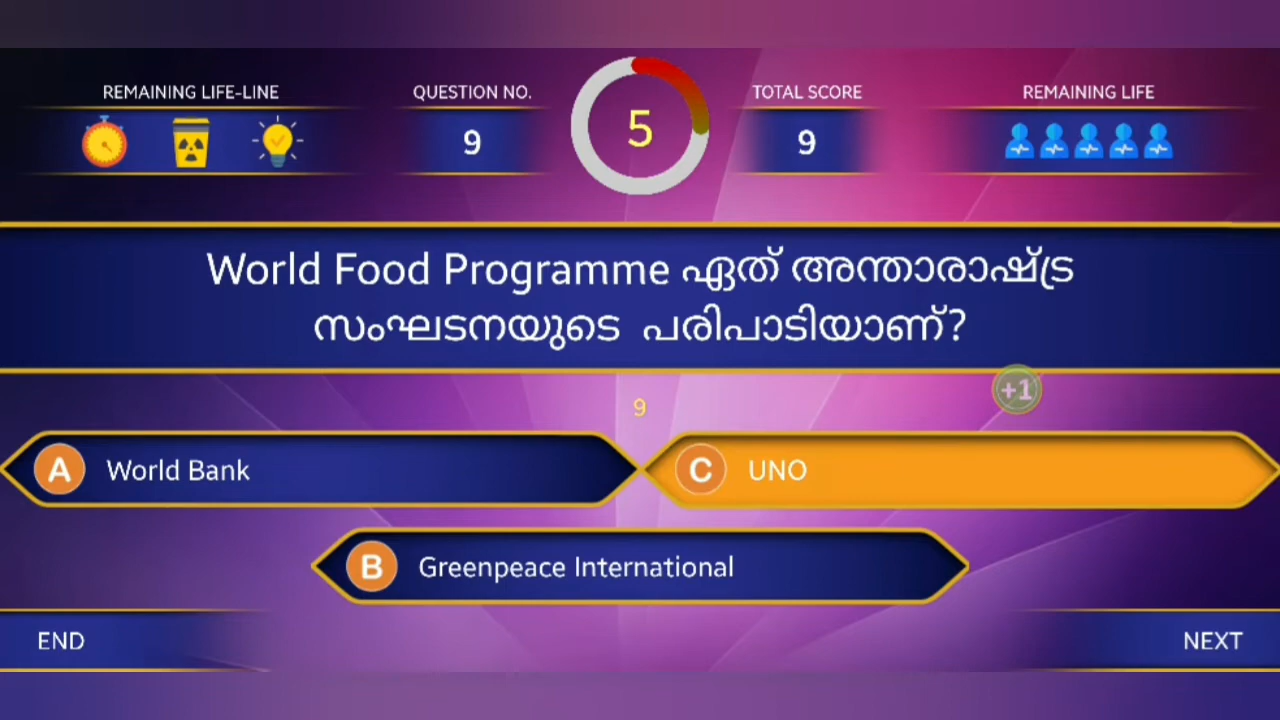 REMAINING LIFE-LINE
QUESTION NO.
9
5
TOTAL SCORE
9
REMAINING LIFE
World Food Programme ഏത് അന്താരാഷ്ട്ര
സംഘടനയുടെ പരിപാടിയാണ്?
+1
9
A World Bank
C UNO
B Greenpeace International
END
NEXT